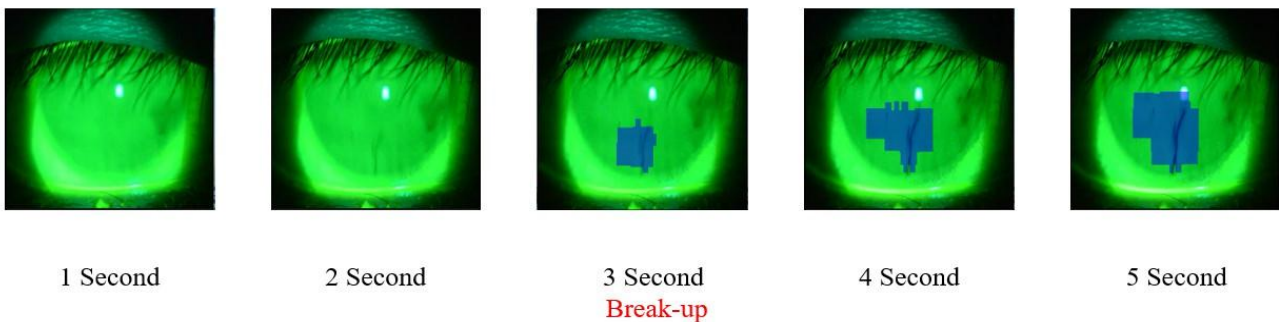 1 Second
2 Second
3 Second
Break-up
4 Second
5 Second